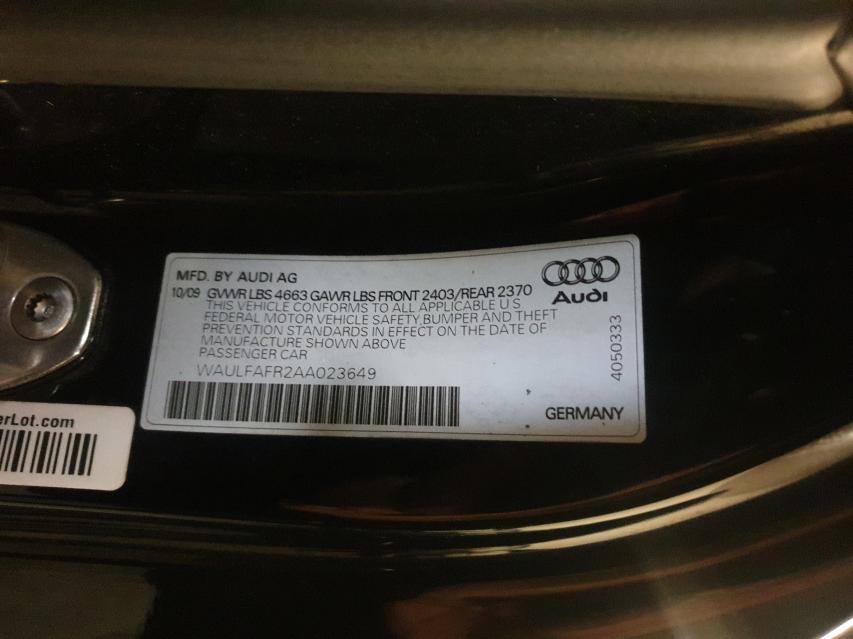 MFD. BY AUDI AG
10/09 GVWR LBS 4663 GAWR LBS FRONT 2403/REAR 2370
THIS VEHICLE CONFORMS TO ALL APPLICABLE U S
FEDERAL MOTOR VEHICLE SAFETY, BUMPER AND THEFT
PREVENTION STANDARDS IN EFFECT ON THE DATE OF
MANUFACTURE SHOWN ABOVE
PASSENGER CAR
WAULFAFR2AA023649
GERMANY
Audi
4050333
erLot.com